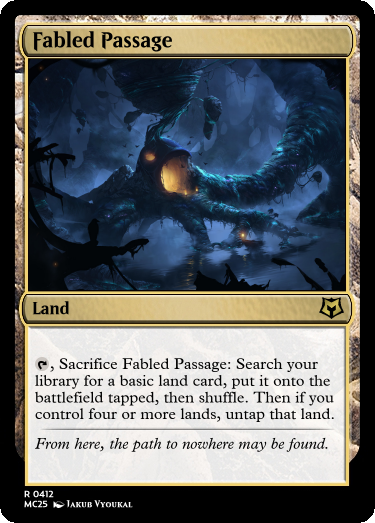 Fabled Passage
Land
, Sacrifice Fabled Passage: Search your
library for a basic land card, put it onto the
battlefield tapped, then shuffle. Then if you
control four or more lands, untap that land.
From here, the path to nowhere may be found.
R 0412
MC25 Jakub Vyoukal